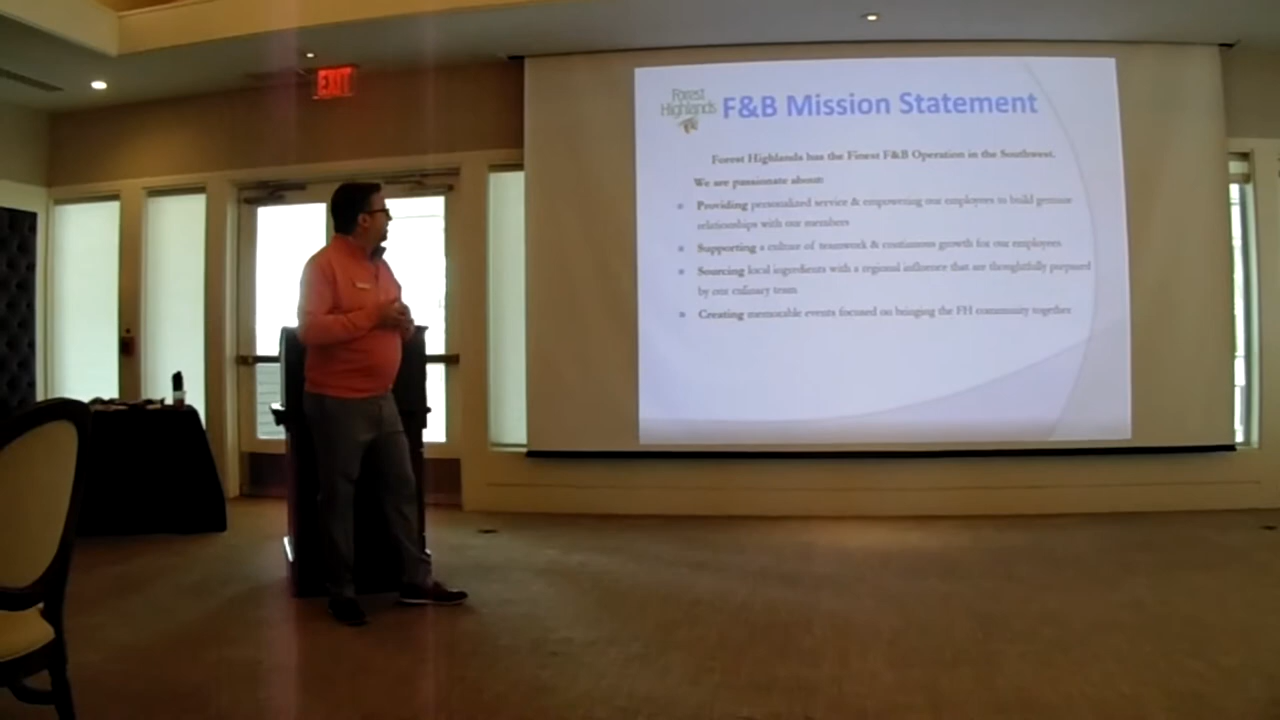 EXIT
Forest
Highlands
F&B Mission Statement
Forest Highlands has the Finest F&B Operation in the Southwest.
We are passionate about:
Providing personalized service & empowering our employees to build genuine
relationships with our members
Supporting a culture of teamwork & continuous growth for our employees
Sourcing local ingredients with a regional influence that are thoughtfully prepared
by our culinary team
Creating memorable events focused on bringing the FH community together